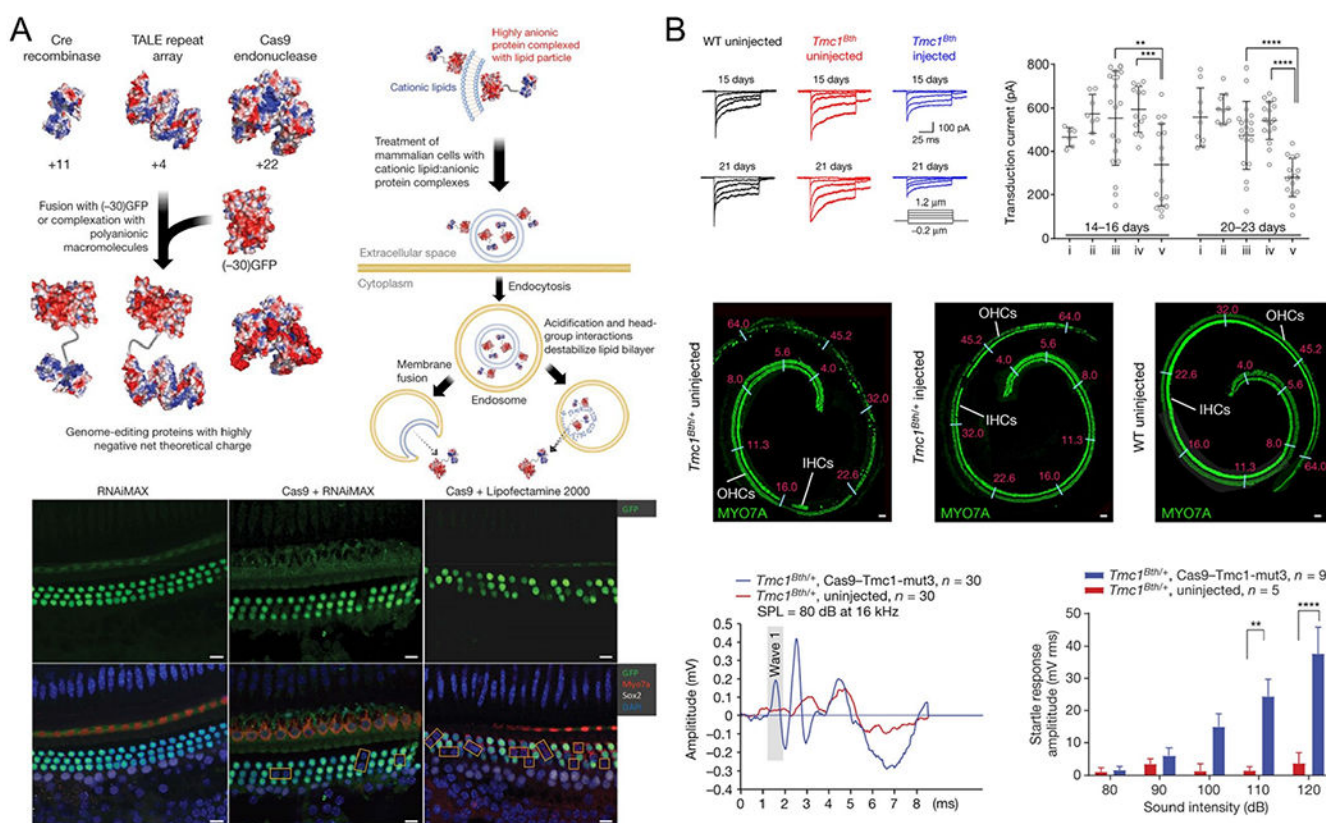 A
Cre
recombinase
TALE repeat
array
Cas9
endonuclease
+11
+4
+22
Fusion with (–30)GFP
or complexation with
polyanionic
macromolecules
(–30)GFP
Genome-editing proteins with highly
negative net theoretical charge
Highly anionic
protein complexed
with lipid particle
Cationic lipids
Treatment of
mammalian cells with
cationic lipid:anionic
protein complexes
Extracellular space
Cytoplasm
Endocytosis
Acidification and head-
group interactions
destabilize lipid bilayer
Membrane
fusion
Endosome
RNAiMAX
Cas9 + RNAiMAX
Cas9 + Lipofectamine 2000
GFP
GFP
Myo7a
Sox2
DAPI
B
WT uninjected
Tmc1Bth
uninjected
Tmc1Bth
injected
15 days
15 days
15 days
100 pA
25 ms
21 days
21 days
21 days
1.2 μm
–0.2 μm
Transduction current (pA)
800
600
400
200
0
**
***
****
****
14–16 days
20–23 days
i
ii
iii
iv
v
i
ii
iii
iv
v
Tmc1Bth/+ uninjected
64.0
45.2
5.6
4.0
8.0
32.0
11.3
IHCs
22.6
16.0
OHCs
MYO7A
Tmc1Bth/+ injected
OHCs
64.0
45.2
4.0
5.6
8.0
IHCs
32.0
11.3
22.6
16.0
MYO7A
WT uninjected
32.0
OHCs
45.2
4.0
5.6
22.6
IHCs
16.0
8.0
11.3
64.0
MYO7A
Tmc1Bth/+, Cas9–Tmc1-mut3, n = 30
Tmc1Bth/+, uninjected, n = 30
SPL = 80 dB at 16 kHz
Amplititude (mV)
0.5
0.4
0.3
0.2
0.1
0
–0.1
–0.2
–0.3
–0.4
–0.5
Wave 1
0 1 2 3 4 5 6 7 8 (ms)
Tmc1Bth/+, Cas9–Tmc1-mut3, n = 9
Tmc1Bth/+, uninjected, n = 5
Startle response
amplititude (mV rms)
50
40
30
20
10
0
**
****
80 90 100 110 120
Sound intensity (dB)